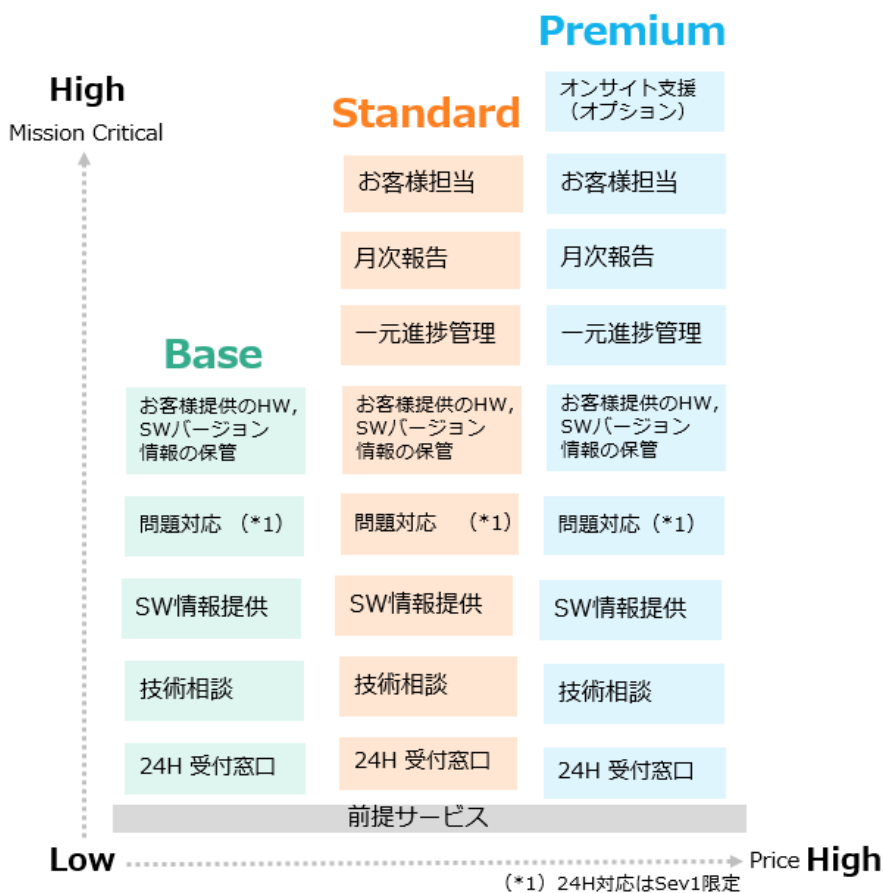 Premium
オンサイト支援
（オプション）
High
Mission Critical
Standard
お客様担当
お客様担当
月次報告
月次報告
一元進捗管理
一元進捗管理
Base
お客様提供のHW,
SWバージョン
情報の保管
お客様提供のHW,
SWバージョン
情報の保管
お客様提供のHW,
SWバージョン
情報の保管
問題対応 （*1）
問題対応 （*1）
問題対応（*1）
SW情報提供
SW情報提供
SW情報提供
技術相談
技術相談
技術相談
24H 受付窓口
24H 受付窓口
24H 受付窓口
前提サービス
Low
Price High
（*1）24H対応はSev1限定